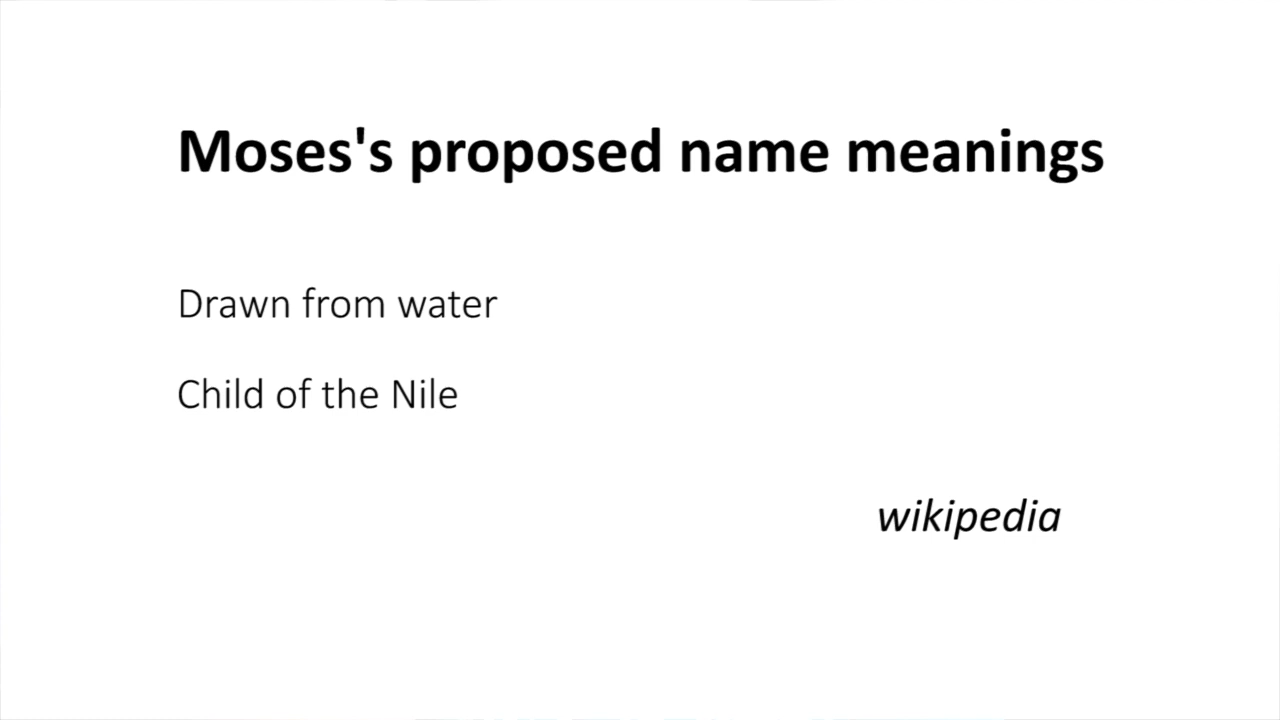 Moses's proposed name meanings
Drawn from water
Child of the Nile
wikipedia